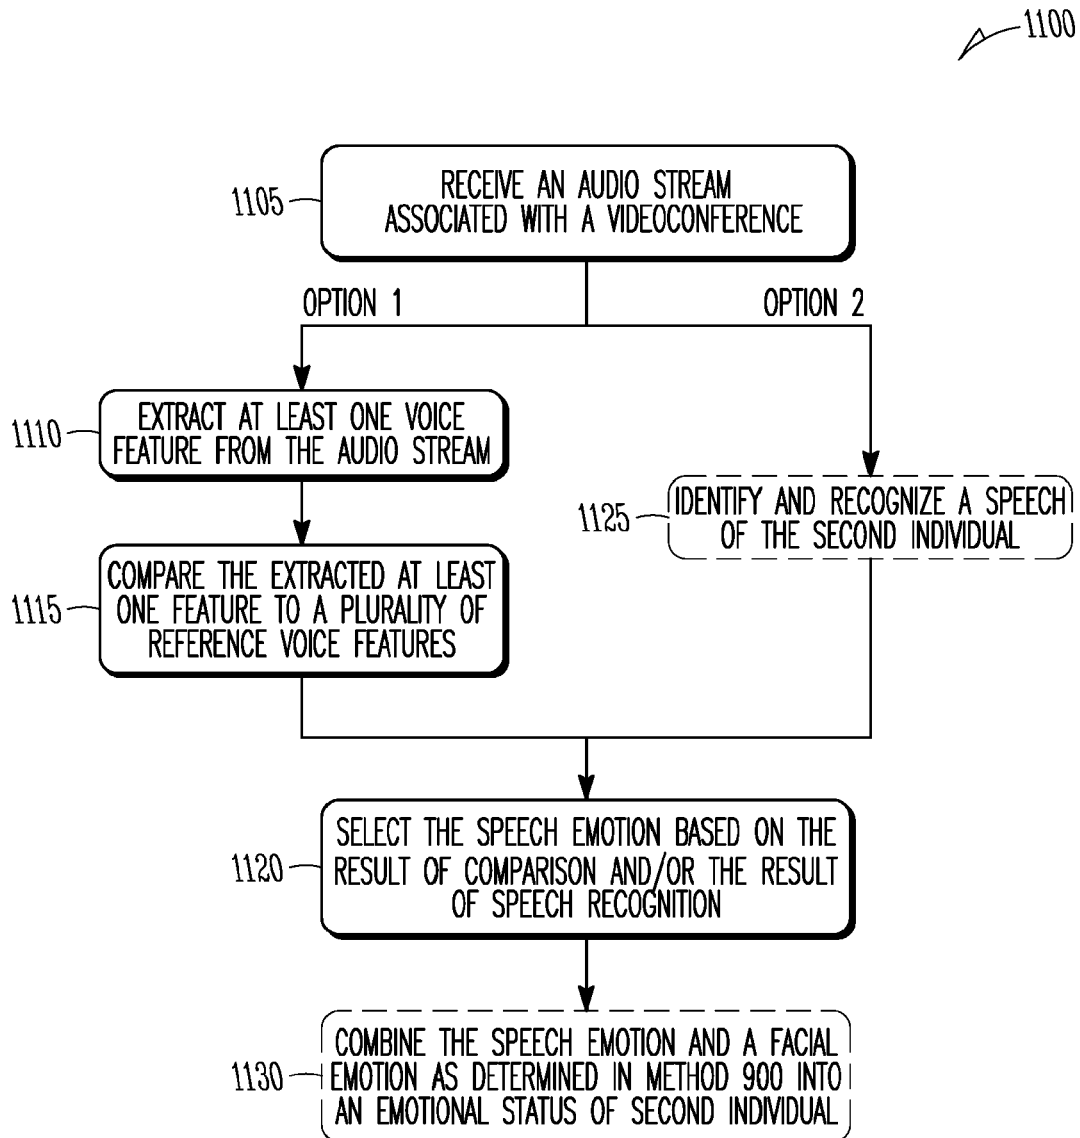 1100
1105
RECEIVE AN AUDIO STREAM
ASSOCIATED WITH A VIDEOCONFERENCE
OPTION 1
OPTION 2
1110
EXTRACT AT LEAST ONE VOICE
FEATURE FROM THE AUDIO STREAM
1125
IDENTIFY AND RECOGNIZE A SPEECH
OF THE SECOND INDIVIDUAL
1115
COMPARE THE EXTRACTED AT LEAST
ONE FEATURE TO A PLURALITY OF
REFERENCE VOICE FEATURES
1120
SELECT THE SPEECH EMOTION BASED ON THE
RESULT OF COMPARISON AND/OR THE RESULT
OF SPEECH RECOGNITION
1130
COMBINE THE SPEECH EMOTION AND A FACIAL
EMOTION AS DETERMINED IN METHOD 900 INTO
AN EMOTIONAL STATUS OF SECOND INDIVIDUAL